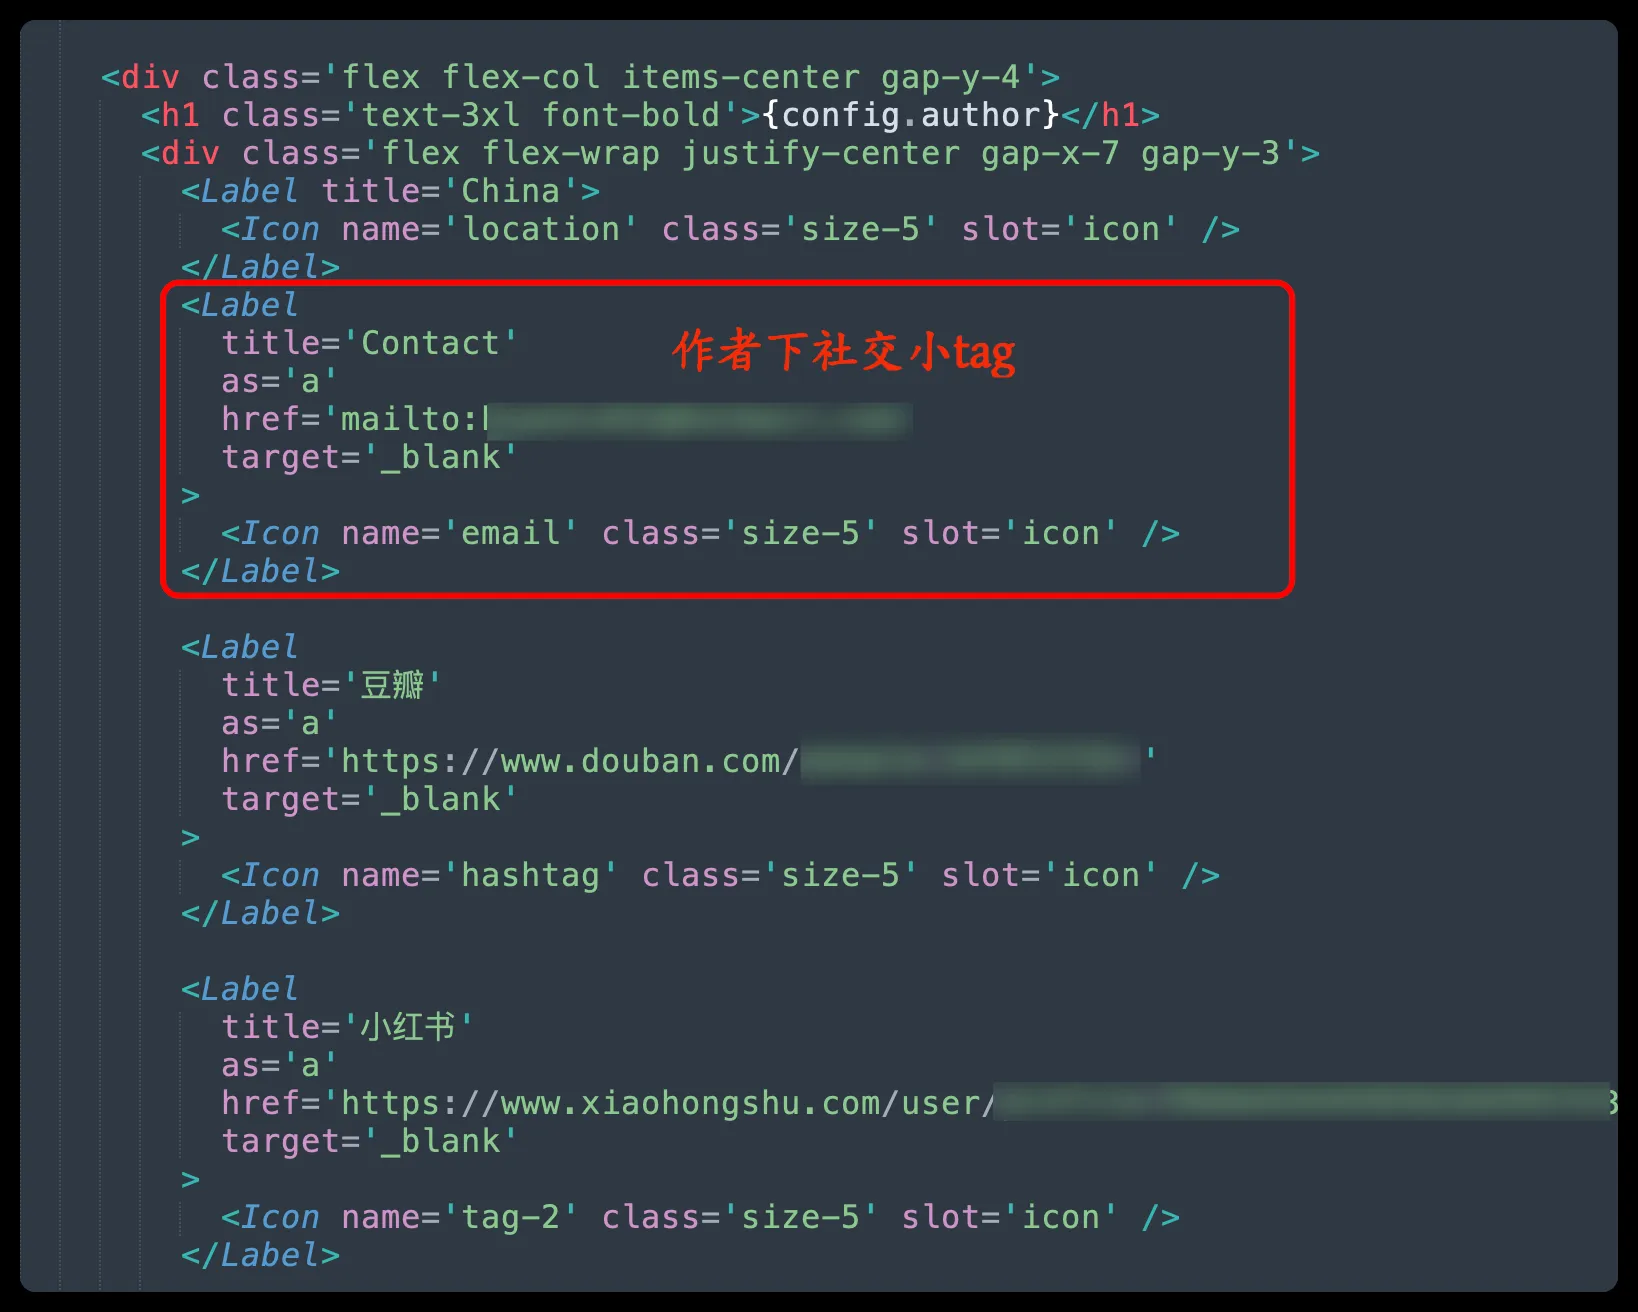 <div class='flex flex-col items-center gap-y-4'>
<h1 class='text-3xl font-bold'>{config.author}</h1>
<div class='flex flex-wrap justify-center gap-x-7 gap-y-3'>
<Label title='China'>
<Icon name='location' class='size-5' slot='icon' />
</Label>
<Label
title='Contact'
作者下社交小tag
as='a'
href='mailto:
target='_blank'
>
<Icon name='email' class='size-5' slot='icon' />
</Label>
<Label
title='豆瓣'
as='a'
href='https://www.douban.com/ '
target='_blank'
>
<Icon name='hashtag' class='size-5' slot='icon' />
</Label>
<Label
title='小红书'
as='a'
href='https://www.xiaohongshu.com/user/
target='_blank'
>
<Icon name='tag-2' class='size-5' slot='icon' />
</Label>